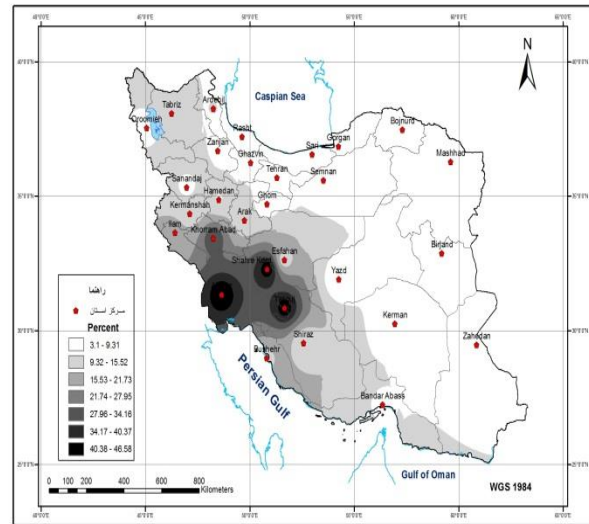 N
Caspian Sea
Tabriz
Ardebil
Oroomieh
Rasht
Zanjan
Ghazvin
Sari
Gorgan
Bojnurd
Mashhad
Tehran
Semnan
Sanandaj
Hamedan
Ghom
Kermanshah
Arak
Ilam
Khorram Abad
Esfahan
Birjand
Yazd
Kerman
Shiraz
Zahedan
Bushehr
Bandar Abass
Persian Gulf
Gulf of Oman
راهنما
مرکز استان
Percent
3.1 - 9.31
9.32 - 15.52
15.53 - 21.73
21.74 - 27.95
27.96 - 34.16
34.17 - 40.37
40.38 - 46.58
0 100 200 400 600 800
Kilometers
WGS 1984